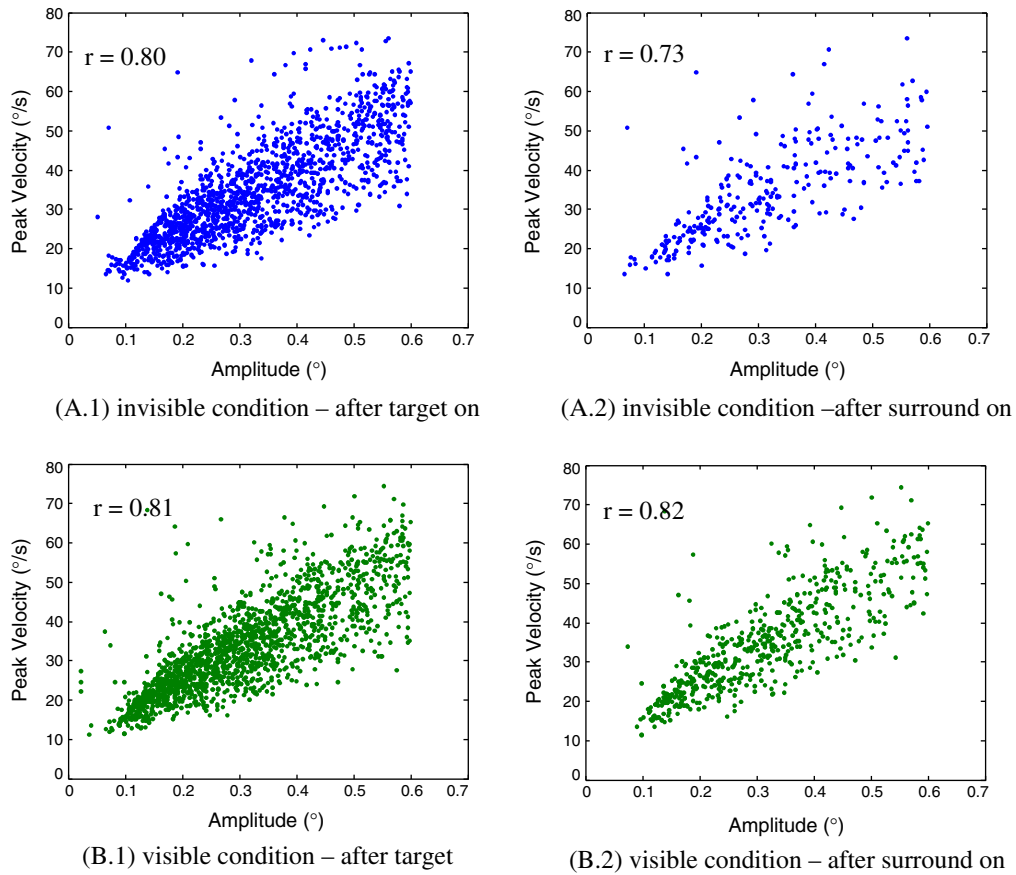 80
70
60
50
40
30
20
10
0
r = 0.80
Peak Velocity (°/s)
0 0.1 0.2 0.3 0.4 0.5 0.6 0.7
Amplitude (°)
(A.1) invisible condition – after target on
80
70
60
50
40
30
20
10
0
r = 0.73
Peak Velocity (°/s)
0 0.1 0.2 0.3 0.4 0.5 0.6 0.7
Amplitude (°)
(A.2) invisible condition –after surround on
80
70
60
50
40
30
20
10
0
r = 0.81
Peak Velocity (°/s)
0 0.1 0.2 0.3 0.4 0.5 0.6 0.7
Amplitude (°)
(B.1) visible condition – after target
80
70
60
50
40
30
20
10
0
r = 0.82
Peak Velocity (°/s)
0 0.1 0.2 0.3 0.4 0.5 0.6 0.7
Amplitude (°)
(B.2) visible condition – after surround on